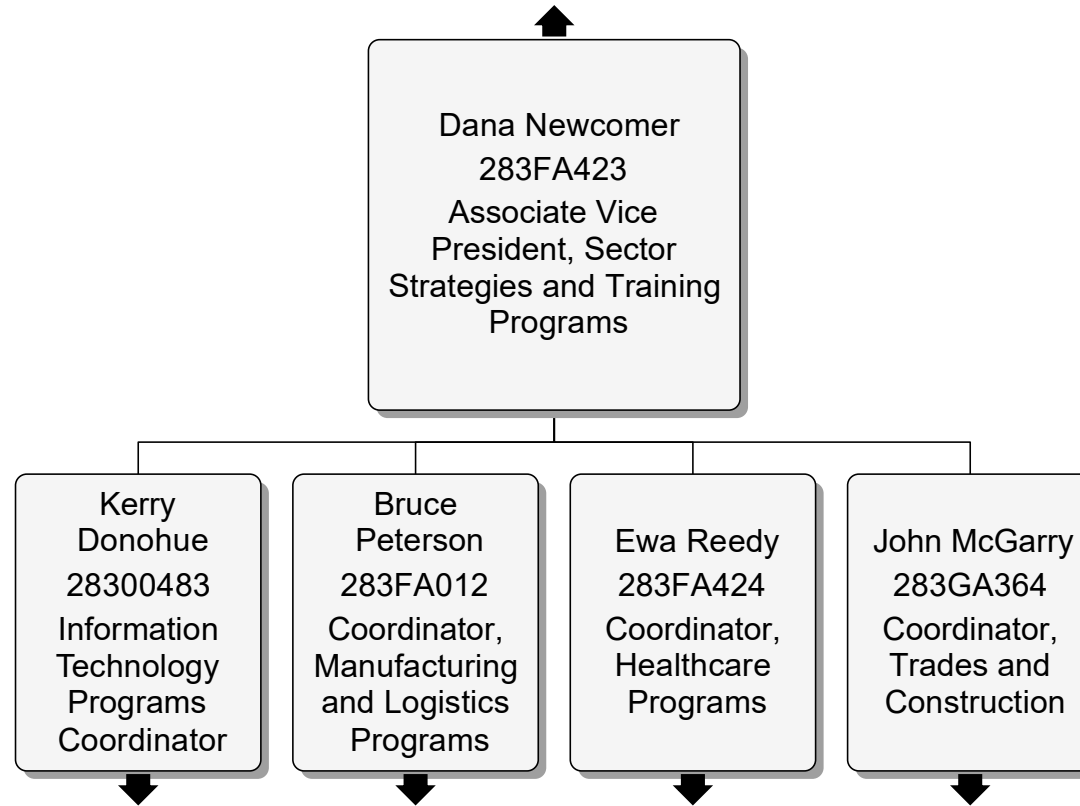 Dana Newcomer
283FA423
Associate Vice
President, Sector
Strategies and Training
Programs
Kerry
Donohue
28300483
Information
Technology
Programs
Coordinator
Bruce
Peterson
283FA012
Coordinator,
Manufacturing
and Logistics
Programs
Ewa Reedy
283FA424
Coordinator,
Healthcare
Programs
John McGarry
283GA364
Coordinator,
Trades and
Construction